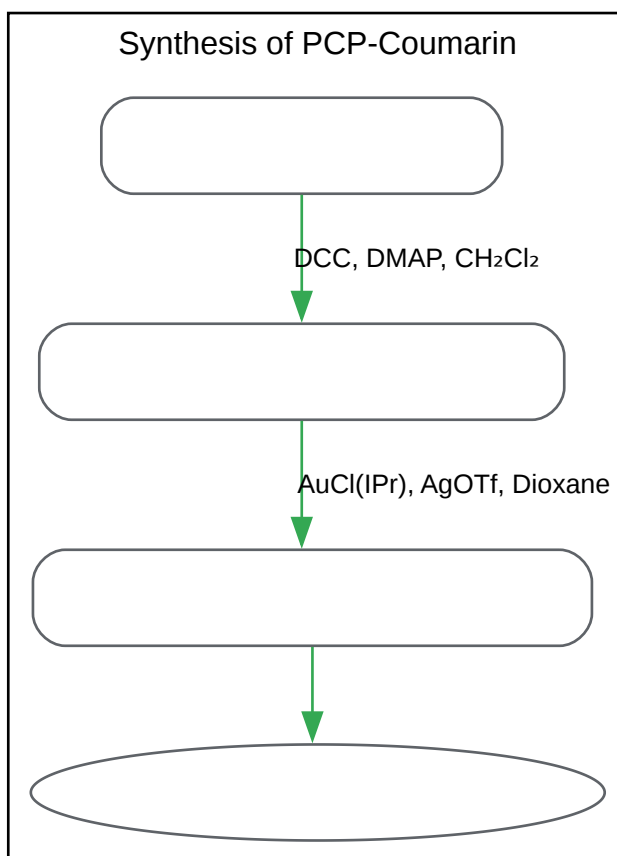 Synthesis of PCP-Coumarin
DCC, DMAP, CH₂Cl₂
AuCl(IPr), AgOTf, Dioxane